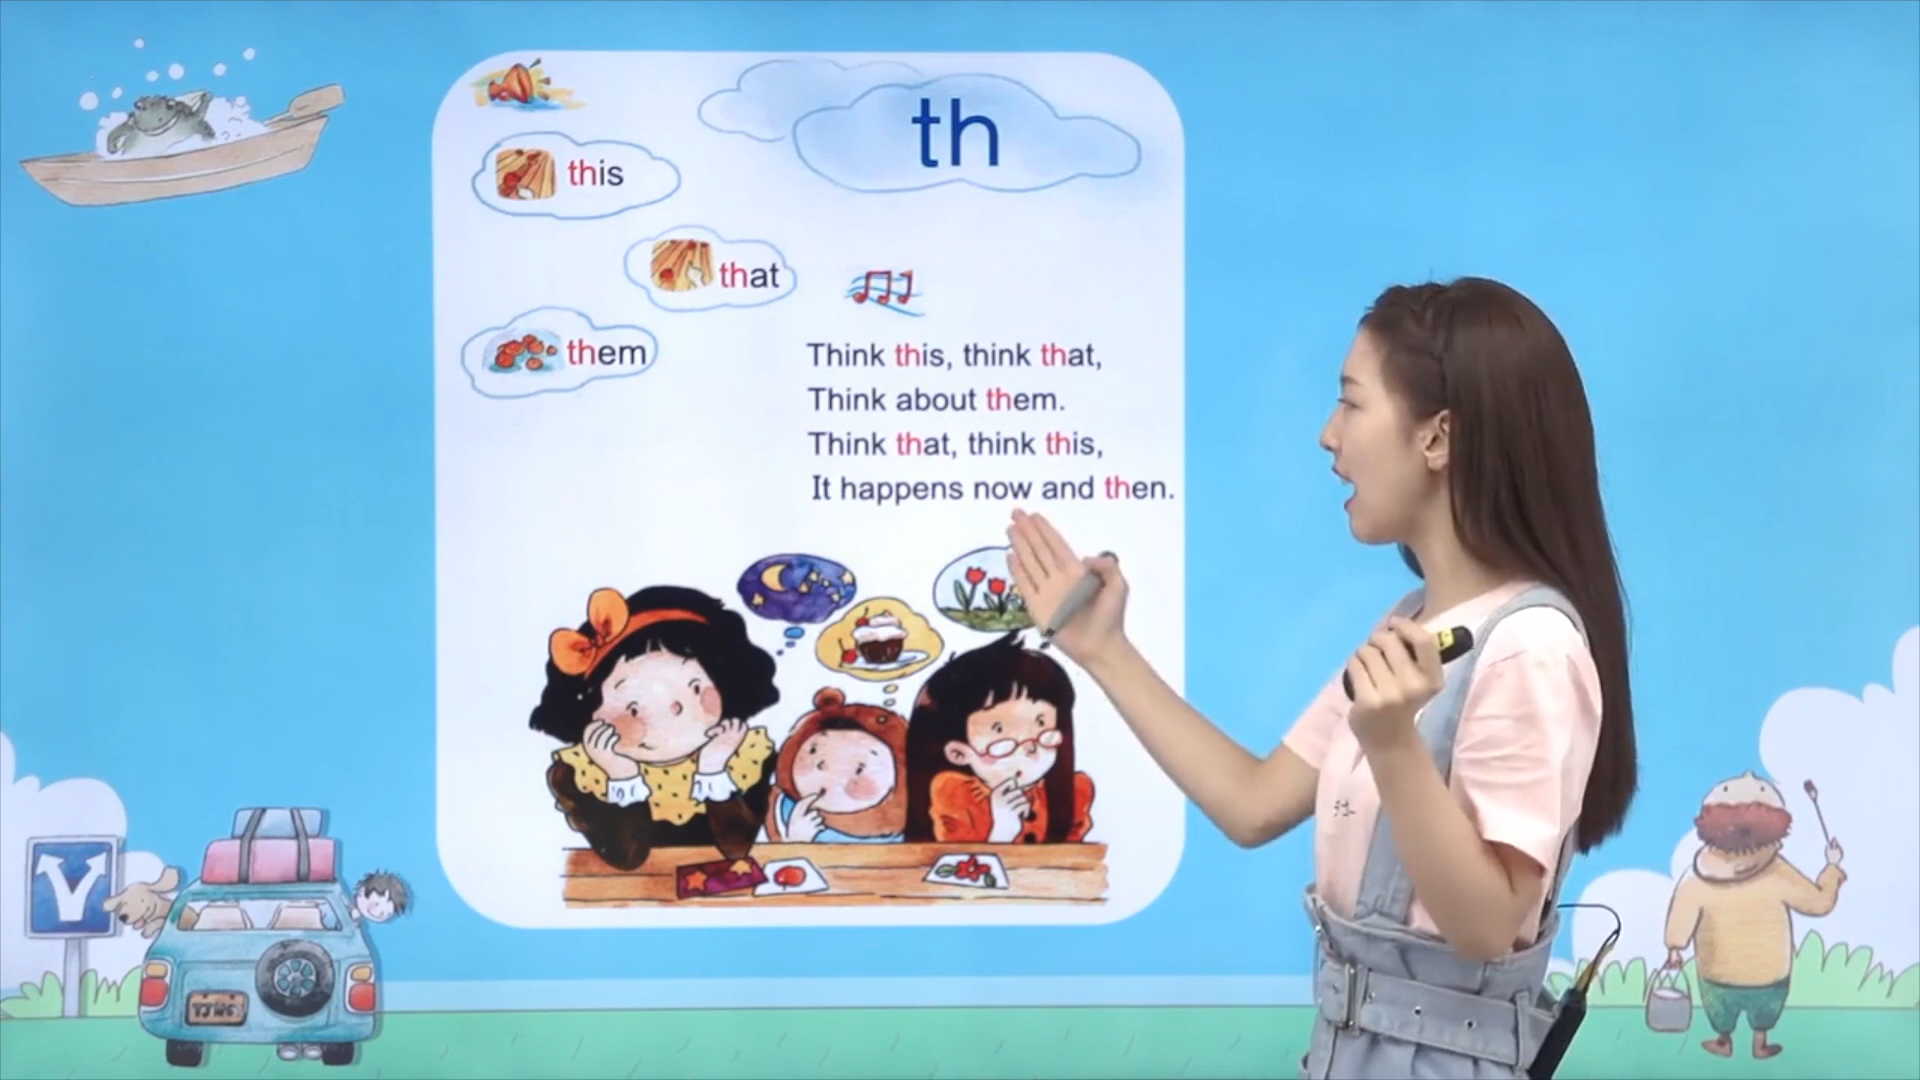 th
this
that
them
Think this, think that,
Think about them.
Think that, think this,
It happens now and then.